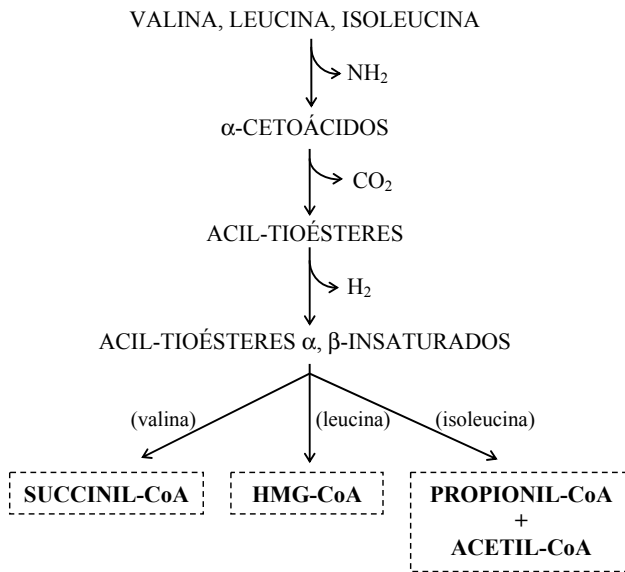 VALINA, LEUCINA, ISOLEUCINA
NH₂
α-CETOÁCIDOS
CO₂
ACIL-TIOÉSTERES
H₂
ACIL-TIOÉSTERES α, β-INSATURADOS
(valina) (leucina) (isoleucina)
SUCCINIL-CoA HMG-CoA PROPIONIL-CoA
+
ACETIL-CoA